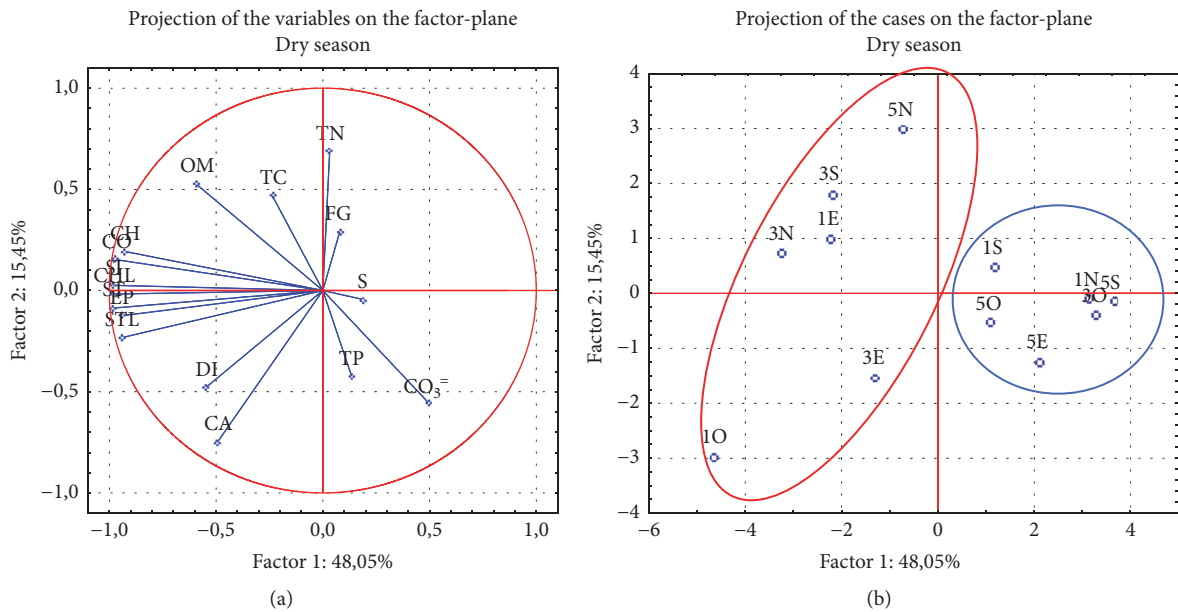 Projection of the variables on the factor-plane
Dry season
1,0
0,5
0,0
−0,5
−1,0
Factor 2: 15,45%
TN
OM
TC
FG
CH
CO
CHL
S
EP
STL
DI
TP
CO₃⁼
CA
−1,0
−0,5
0,0
0,5
1,0
Factor 1: 48,05%
(a)
Projection of the cases on the factor-plane
Dry season
4
3
2
1
0
−1
−2
−3
−4
Factor 2: 15,45%
5N
3S
1E
3N
1S
1N
5S
3O
5O
5E
3E
1O
−6
−4
−2
0
2
4
Factor 1: 48,05%
(b)